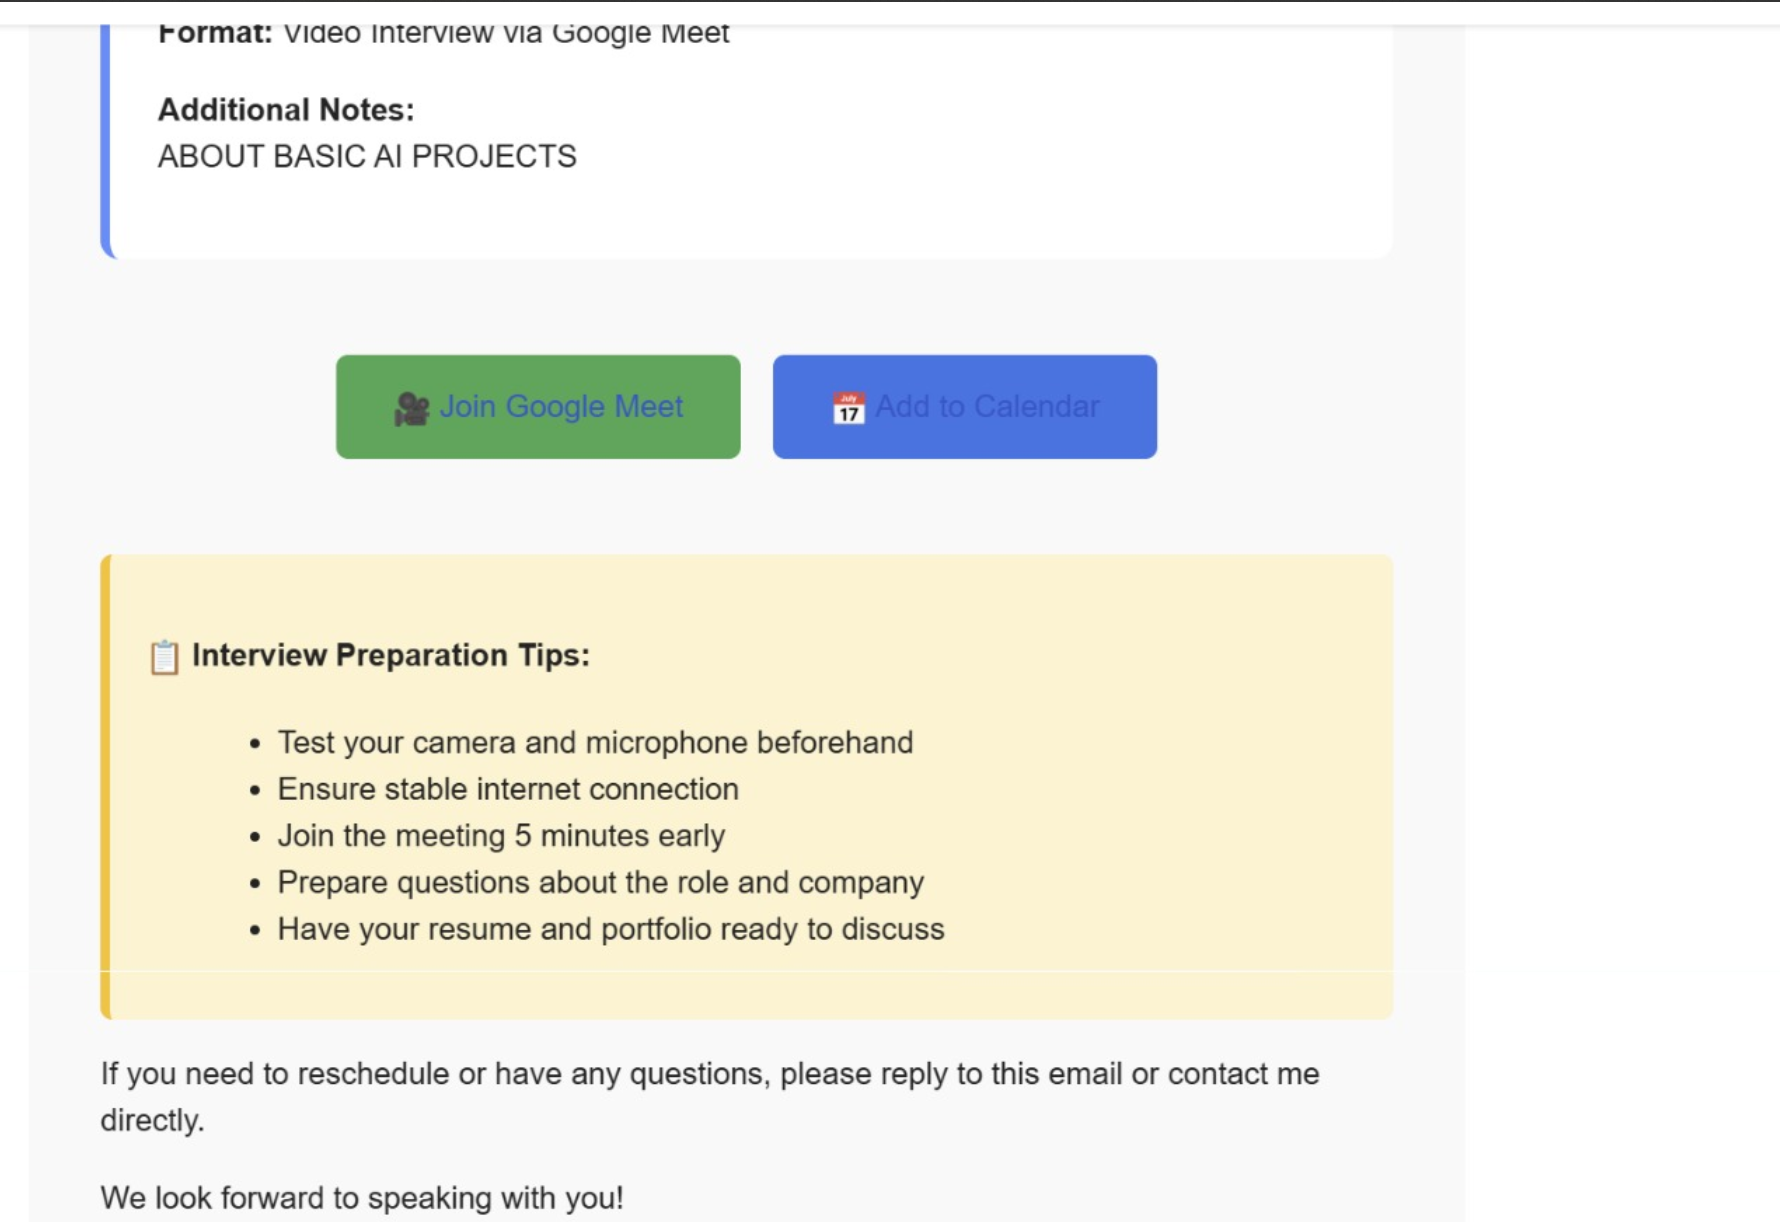 Format: Video Interview via Google Meet
Additional Notes:
ABOUT BASIC AI PROJECTS
Join Google Meet
July
17
Add to Calendar
Interview Preparation Tips:
• Test your camera and microphone beforehand
• Ensure stable internet connection
• Join the meeting 5 minutes early
• Prepare questions about the role and company
• Have your resume and portfolio ready to discuss
If you need to reschedule or have any questions, please reply to this email or contact me
directly.
We look forward to speaking with you!